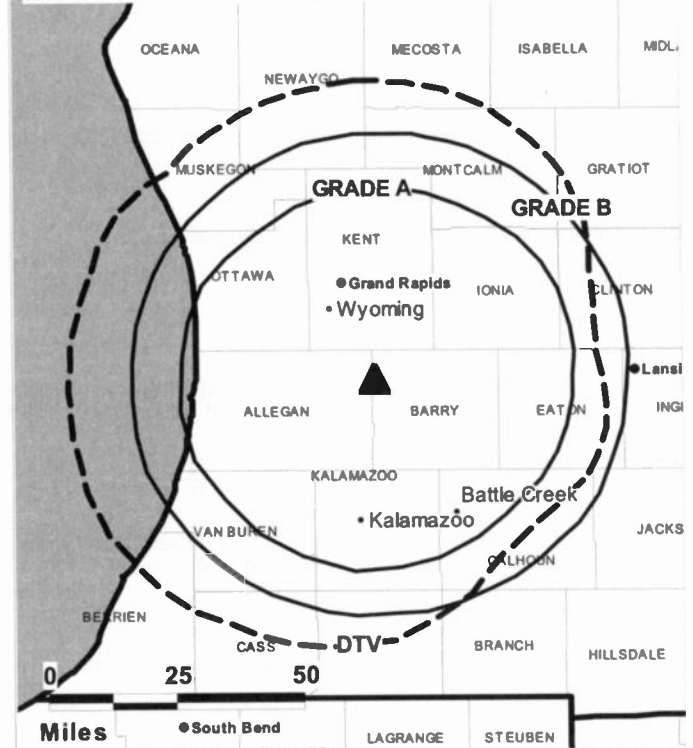 OCEANA MECOSTA ISABELLA MIDL
NEWAYGO
MUSKEGON MONTCALM GRATIOT
GRADE A
GRADE B
KENT
OTTAWA Grand Rapids IONIA CLINTON
Wyoming
Lansi
ALLEGAN BARRY EATON INGI
KALAMAZOO
Battle Creek
Kalamazoo
VAN BUREN JACKS
CALHOUN
BERRIEN
CASS DTV BRANCH
HILLSDALE
0 25 50
Miles South Bend
LAGRANGE STEUBEN